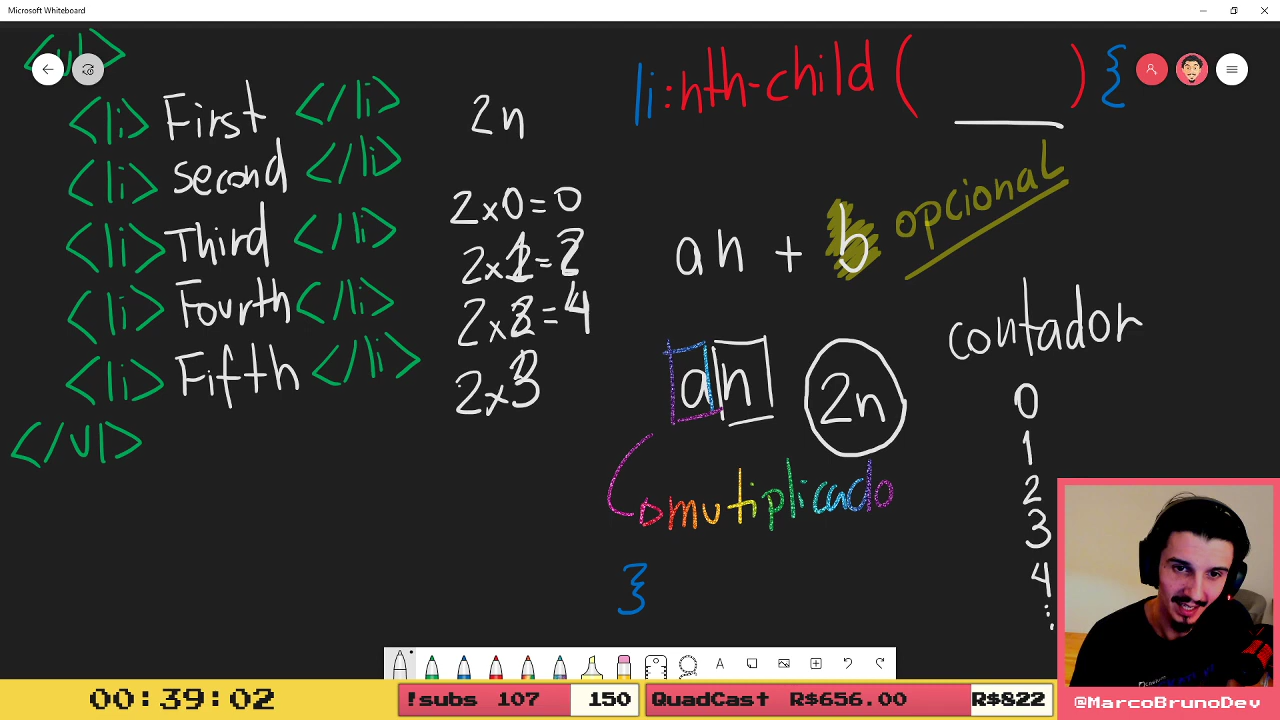 Microsoft Whiteboard
<ul>
<li> First </li>
<li> second </li>
<li> Third </li>
<li> Fourth </li>
<li> Fifth </li>
</ul>
2n
2x0=0
2x1=2
2x2=4
2x3
li:nth-child ( ___ ) {
an + b opcional
an 2n
mutiplicado
}
contador
0
1
2
3
4
:
A
00:39:02
!subs 107 150
QuadCast R$656.00 R$822
@MarcoBrunoDev